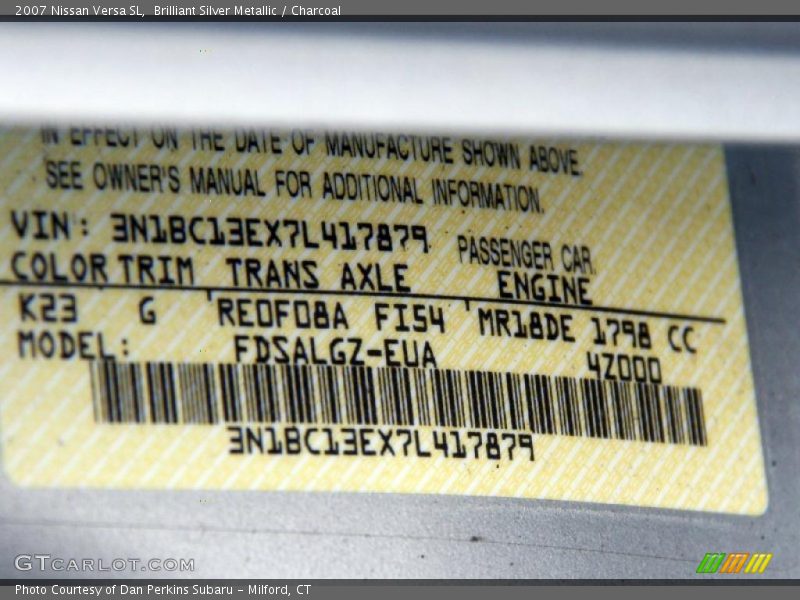 2007 Nissan Versa SL, Brilliant Silver Metallic / Charcoal
IN EFFECT ON THE DATE OF MANUFACTURE SHOWN ABOVE.
SEE OWNER'S MANUAL FOR ADDITIONAL INFORMATION.
VIN: 3N1BC13EX7L417879 PASSENGER CAR.
COLOR TRIM TRANS AXLE ENGINE
K23 G RE0F08A FI54 MR18DE 1798 CC
MODEL: FDSALGZ-EUA 4Z000
3N1BC13EX7L417879
GTCARLOT.COM
Photo Courtesy of Dan Perkins Subaru - Milford, CT